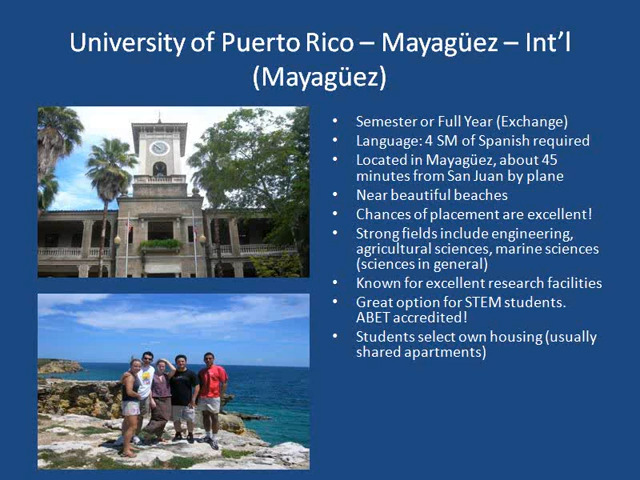 University of Puerto Rico – Mayagüez – Int’l
(Mayagüez)
• Semester or Full Year (Exchange)
• Language: 4 SM of Spanish required
• Located in Mayagüez, about 45
minutes from San Juan by plane
• Near beautiful beaches
• Chances of placement are excellent!
• Strong fields include engineering,
agricultural sciences, marine sciences
(sciences in general)
• Known for excellent research facilities
• Great option for STEM students.
ABET accredited!
• Students select own housing (usually
shared apartments)